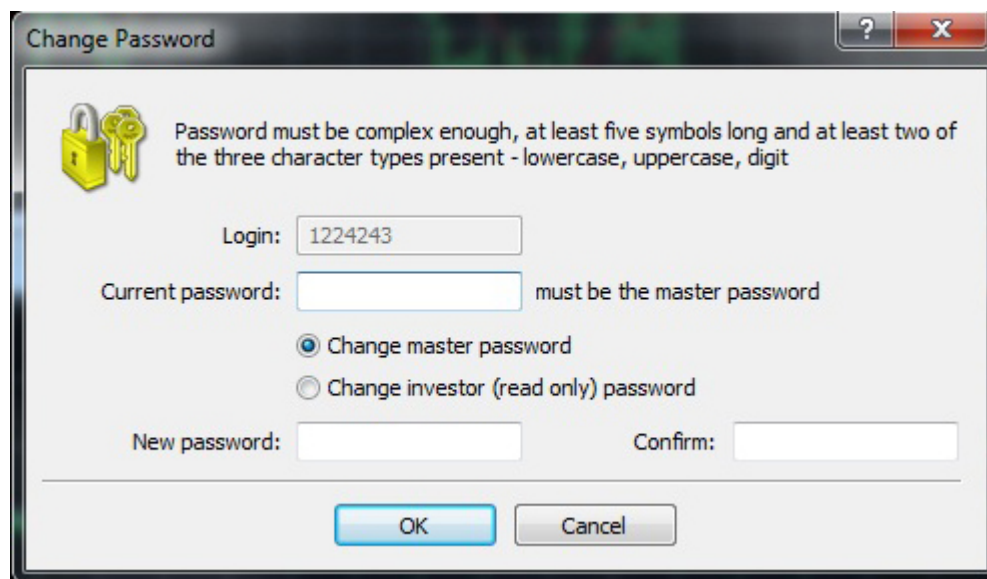 Change Password
?
X
Password must be complex enough, at least five symbols long and at least two of
the three character types present - lowercase, uppercase, digit
Login: 1224243
Current password: must be the master password
Change master password
Change investor (read only) password
New password: Confirm:
OK Cancel